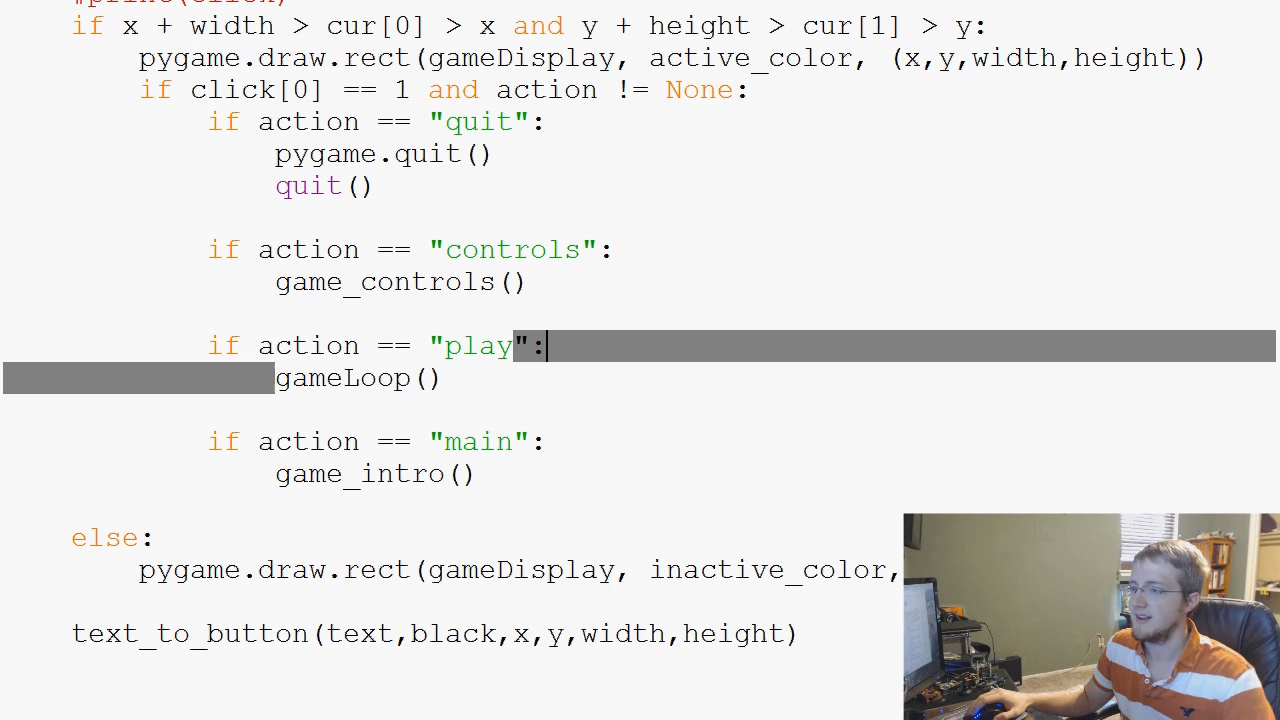 #print(click)
if x + width > cur[0] > x and y + height > cur[1] > y:
pygame.draw.rect(gameDisplay, active_color, (x,y,width,height))
if click[0] == 1 and action != None:
if action == "quit":
pygame.quit()
quit()
if action == "controls":
game_controls()
if action == "play":
gameLoop()
if action == "main":
game_intro()
else:
pygame.draw.rect(gameDisplay, inactive_color,
text_to_button(text,black,x,y,width,height)